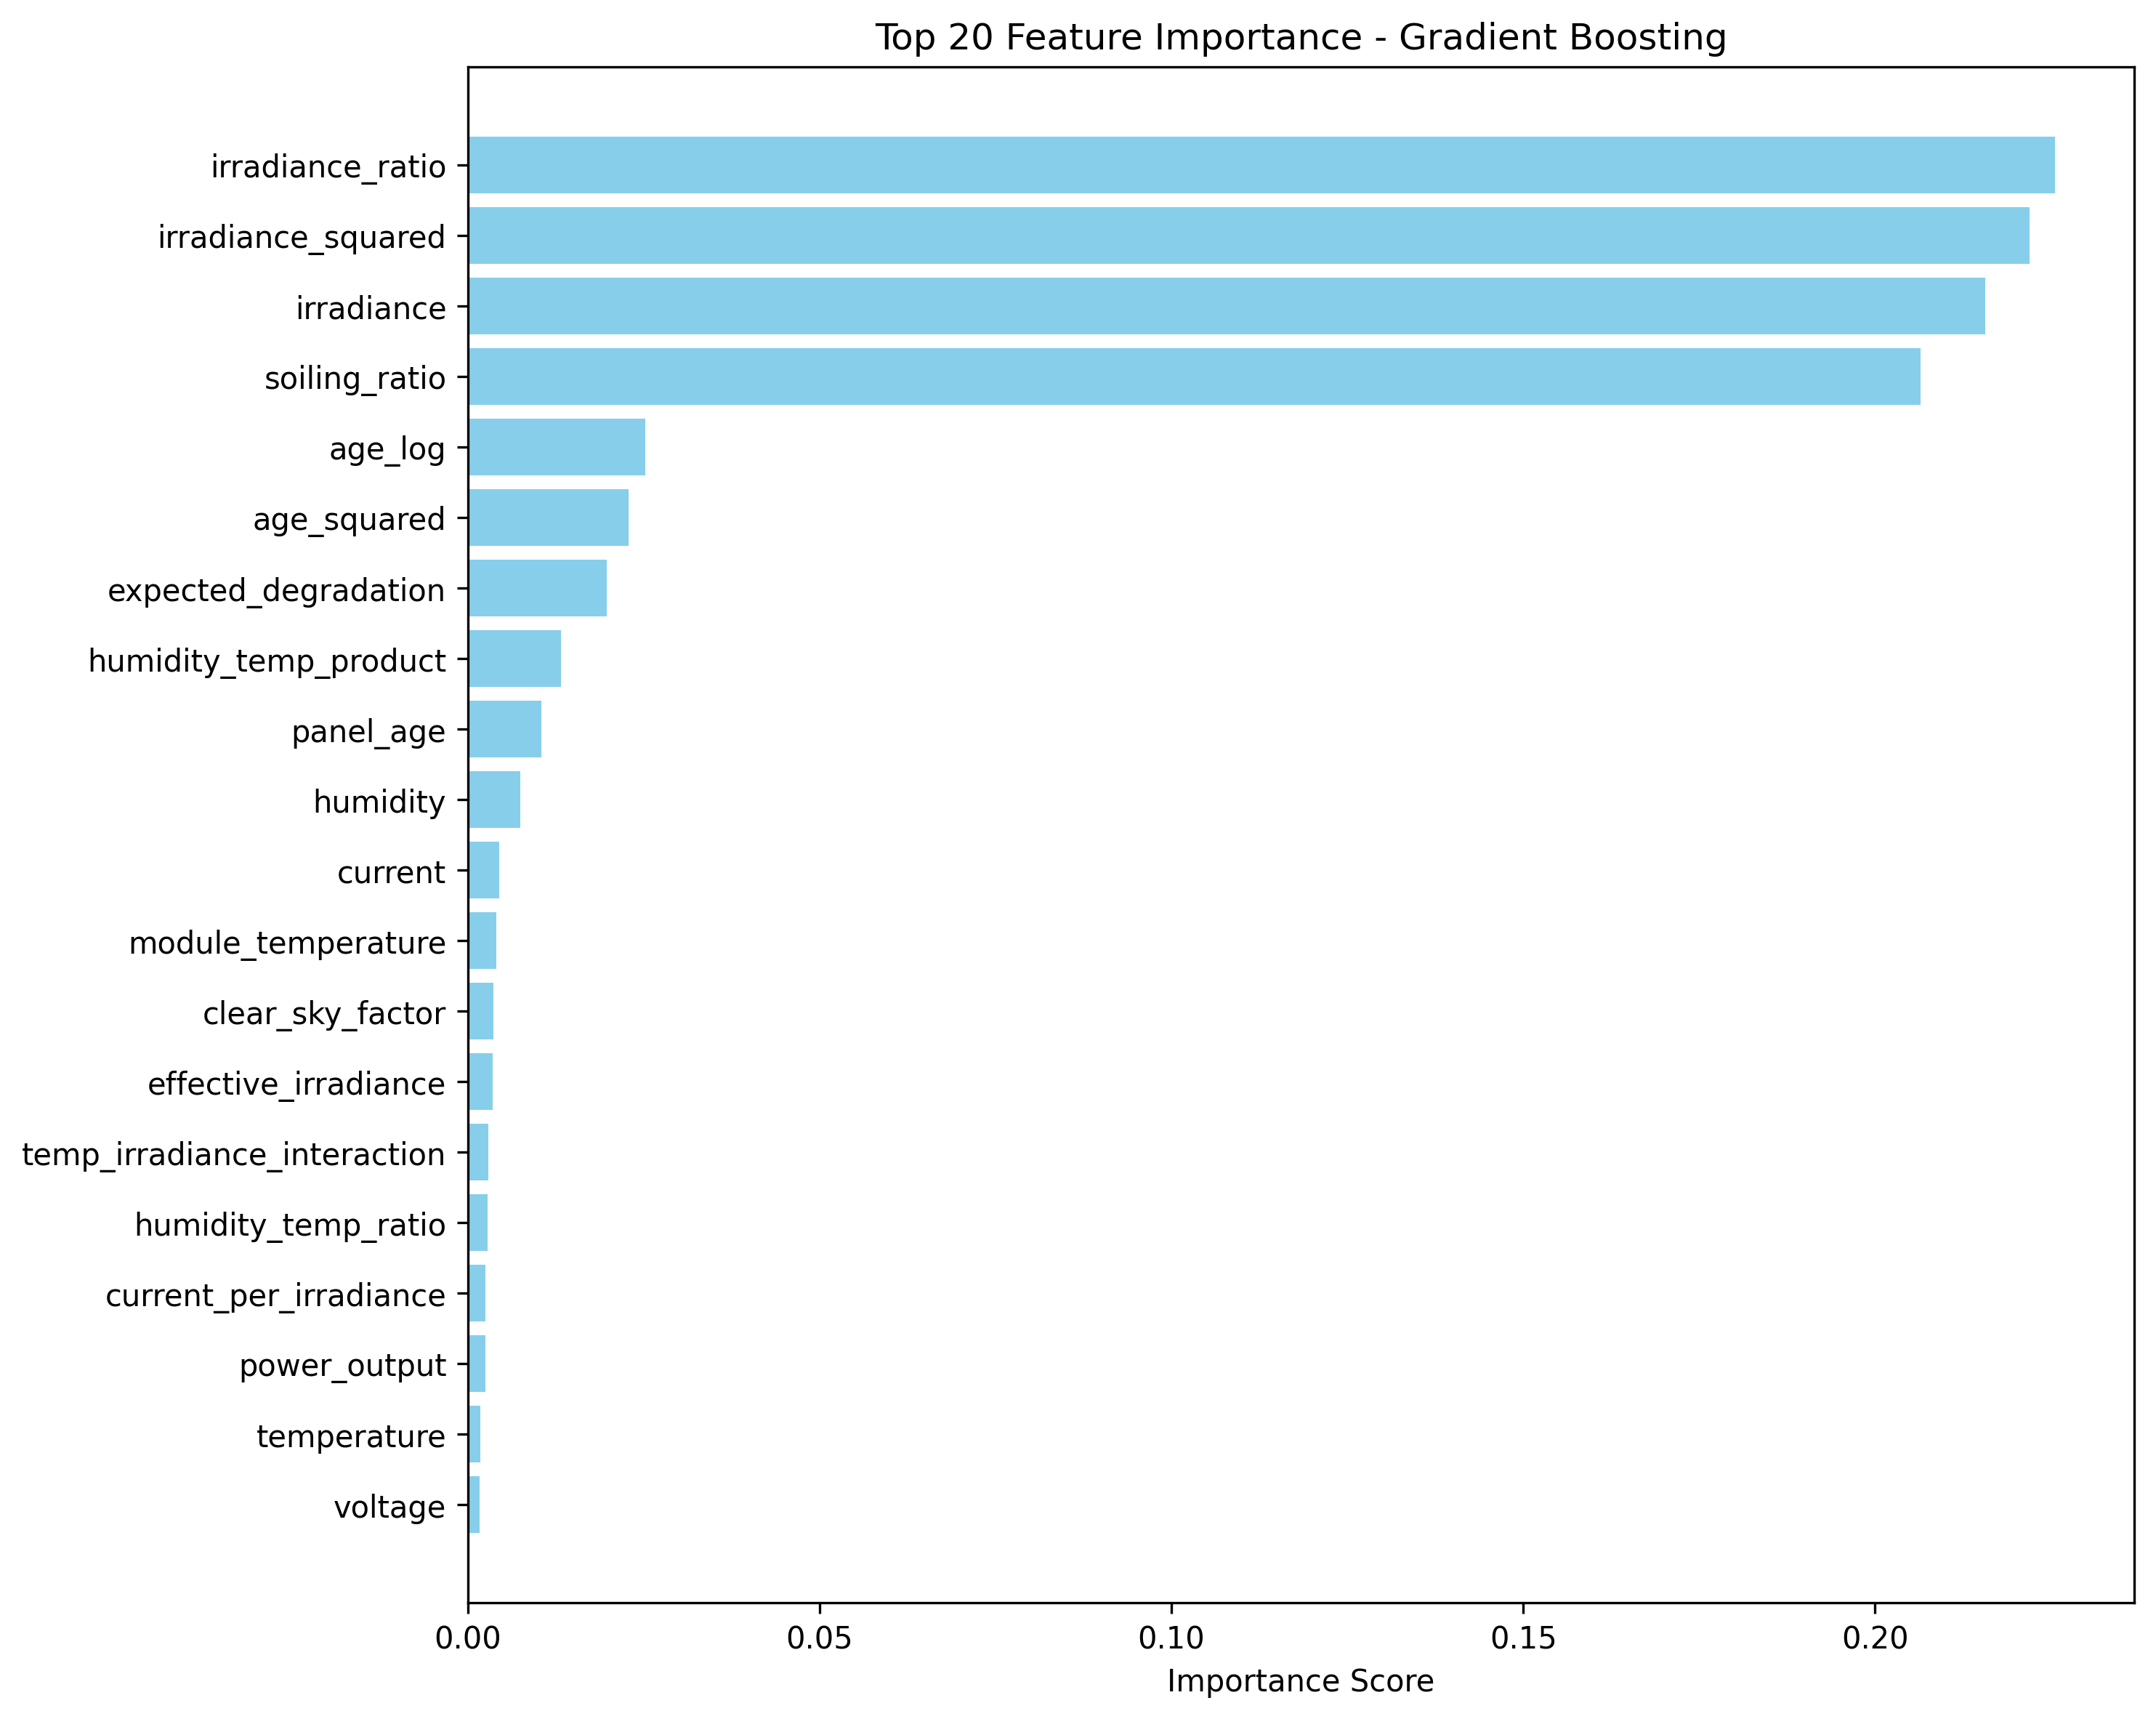 Top 20 Feature Importance - Gradient Boosting
irradiance_ratio
irradiance_squared
irradiance
soiling_ratio
age_log
age_squared
expected_degradation
humidity_temp_product
panel_age
humidity
current
module_temperature
clear_sky_factor
effective_irradiance
temp_irradiance_interaction
humidity_temp_ratio
current_per_irradiance
power_output
temperature
voltage
0.00 0.05 0.10 0.15 0.20
Importance Score